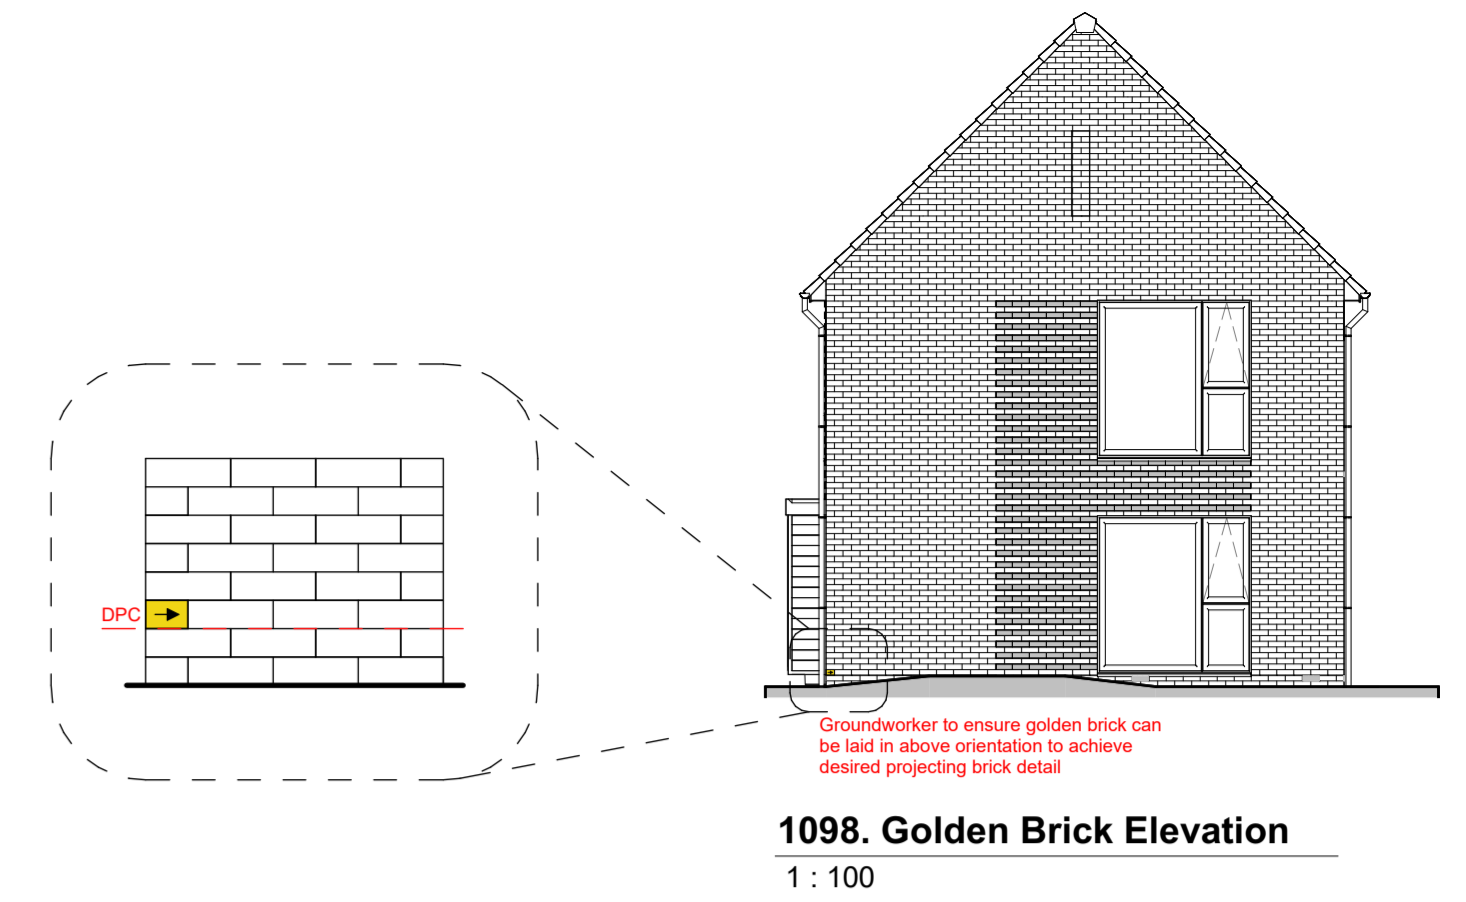 DPC
Groundworker to ensure golden brick can
be laid in above orientation to achieve
desired projecting brick detail
1098. Golden Brick Elevation
1 : 100